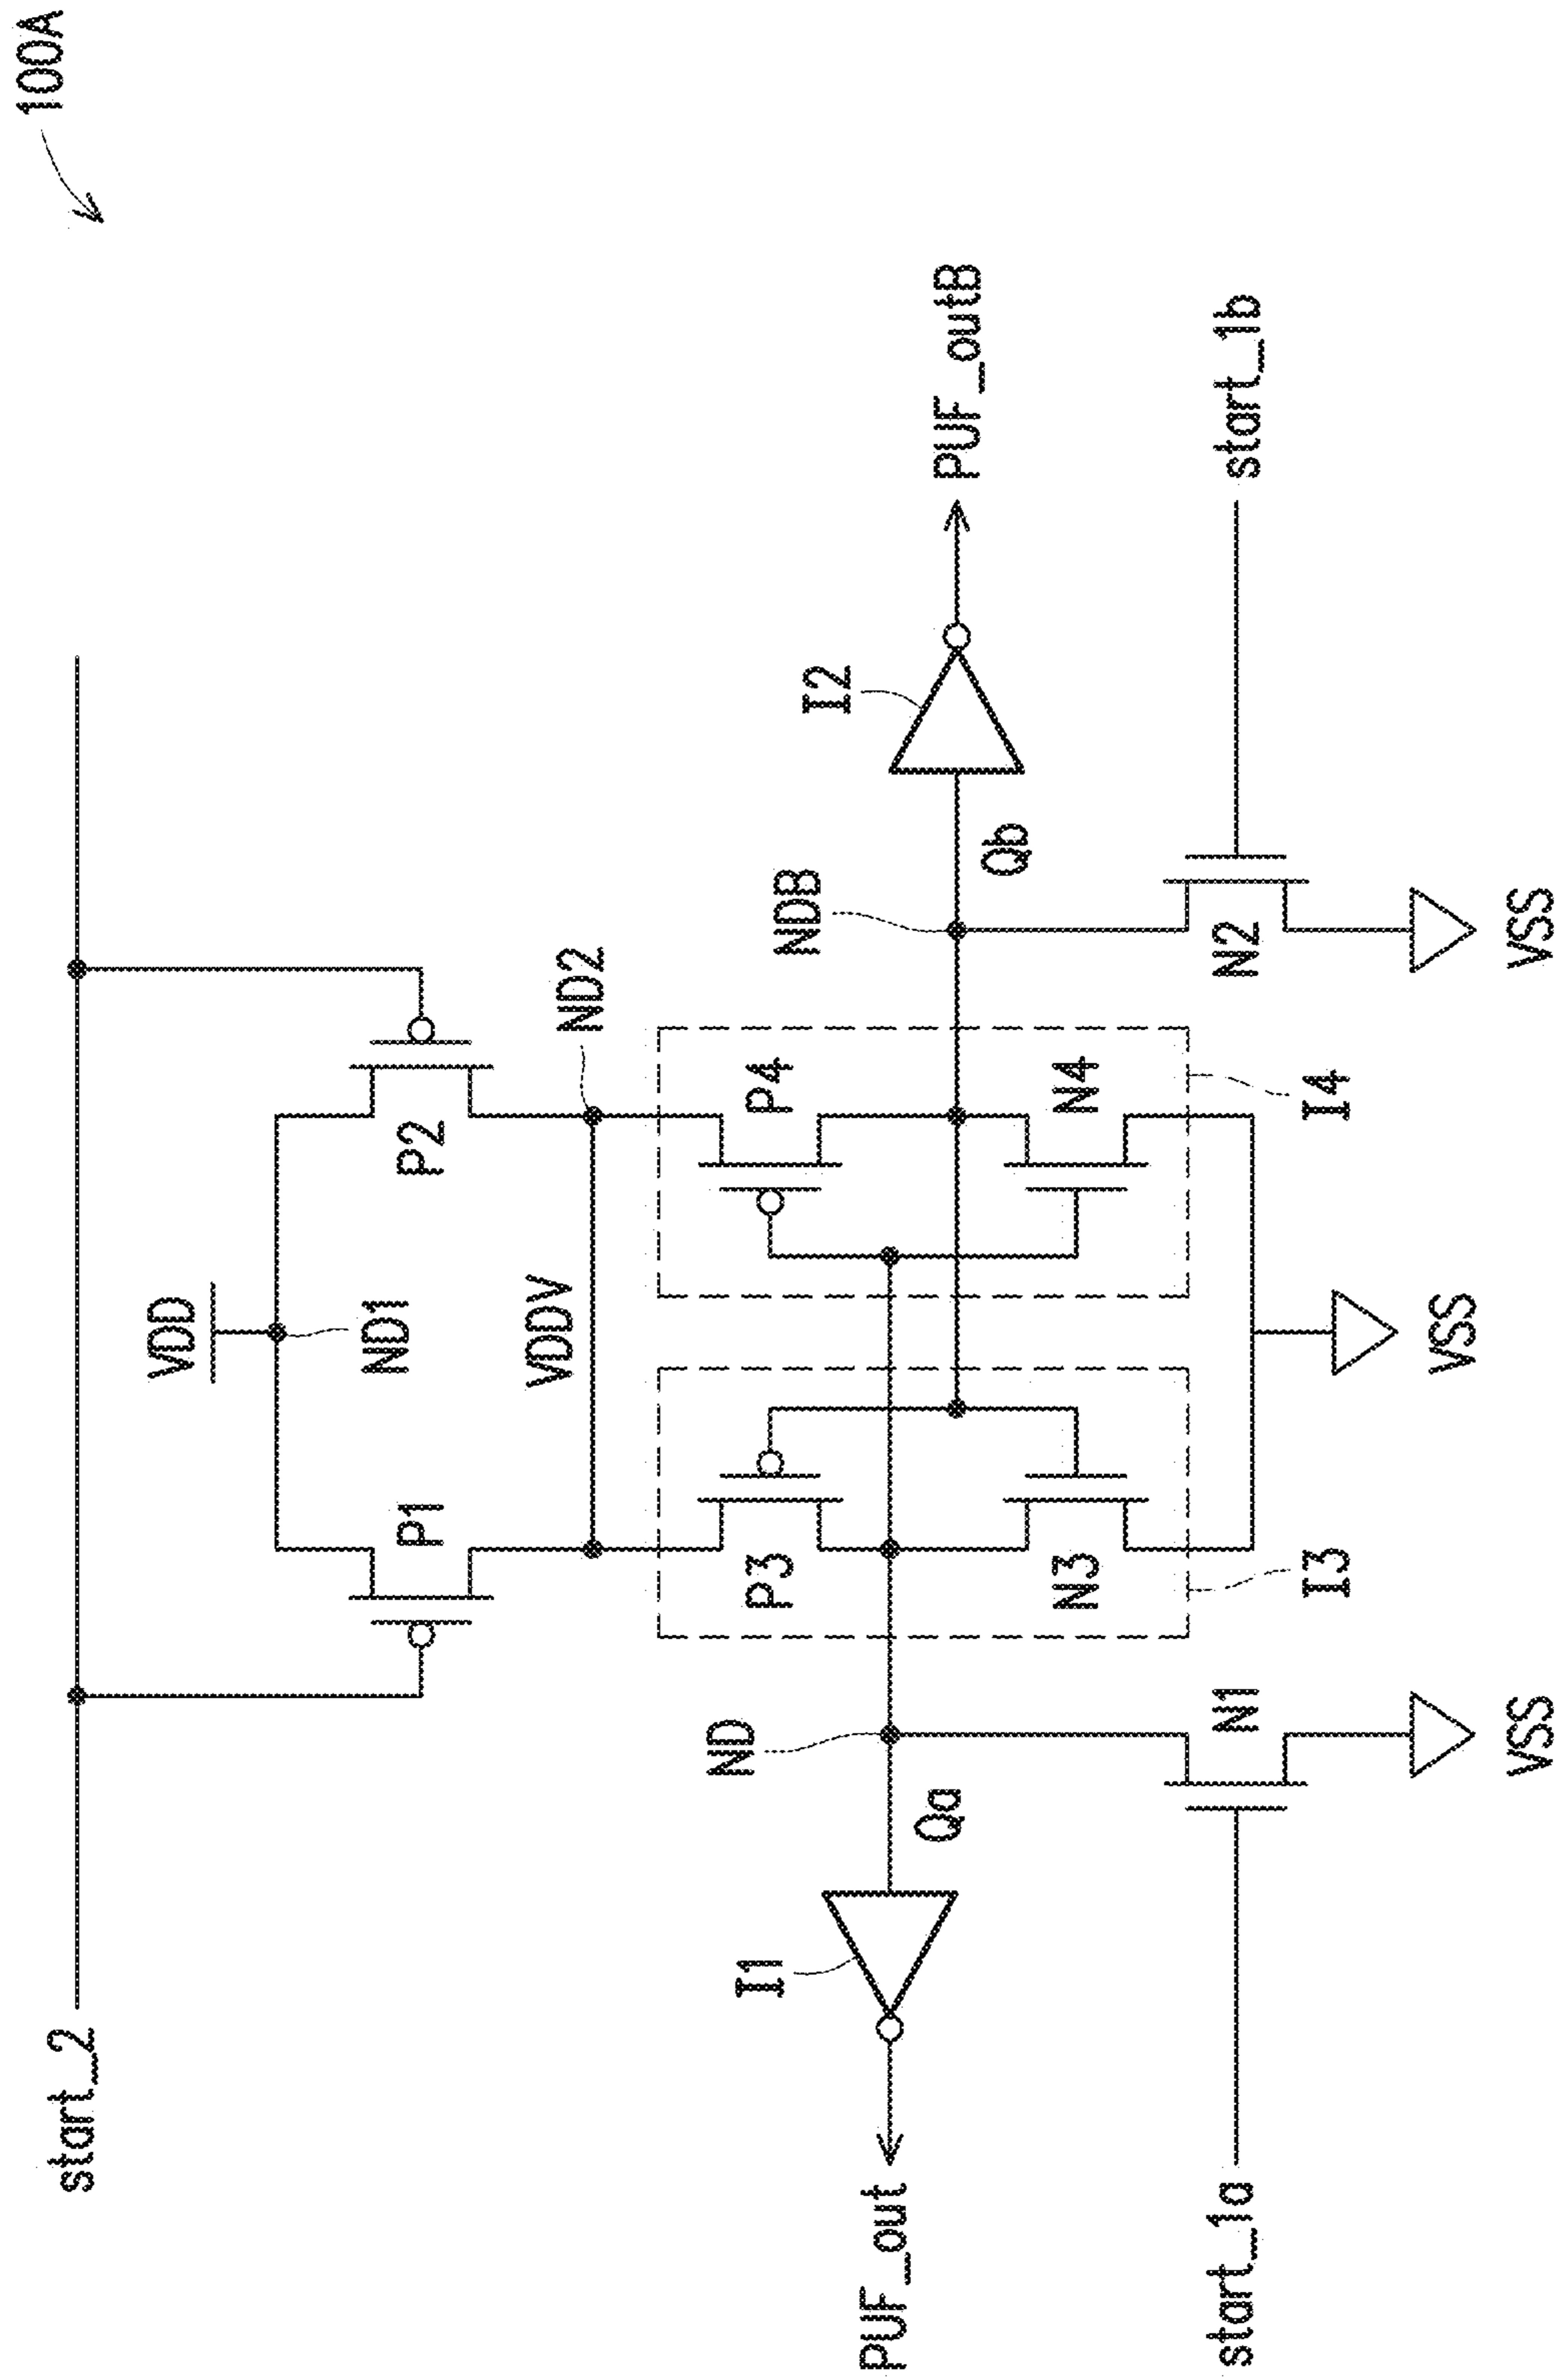 100A
start_2
VDD
ND1
P1
P2
VDDV
ND2
P3
P4
I1
ND
NDB
I2
PUF_out
Qa
Qb
PUF_outB
N3
N4
I3
I4
start_1a
N1
N2
start_1b
VSS
VSS
VSS